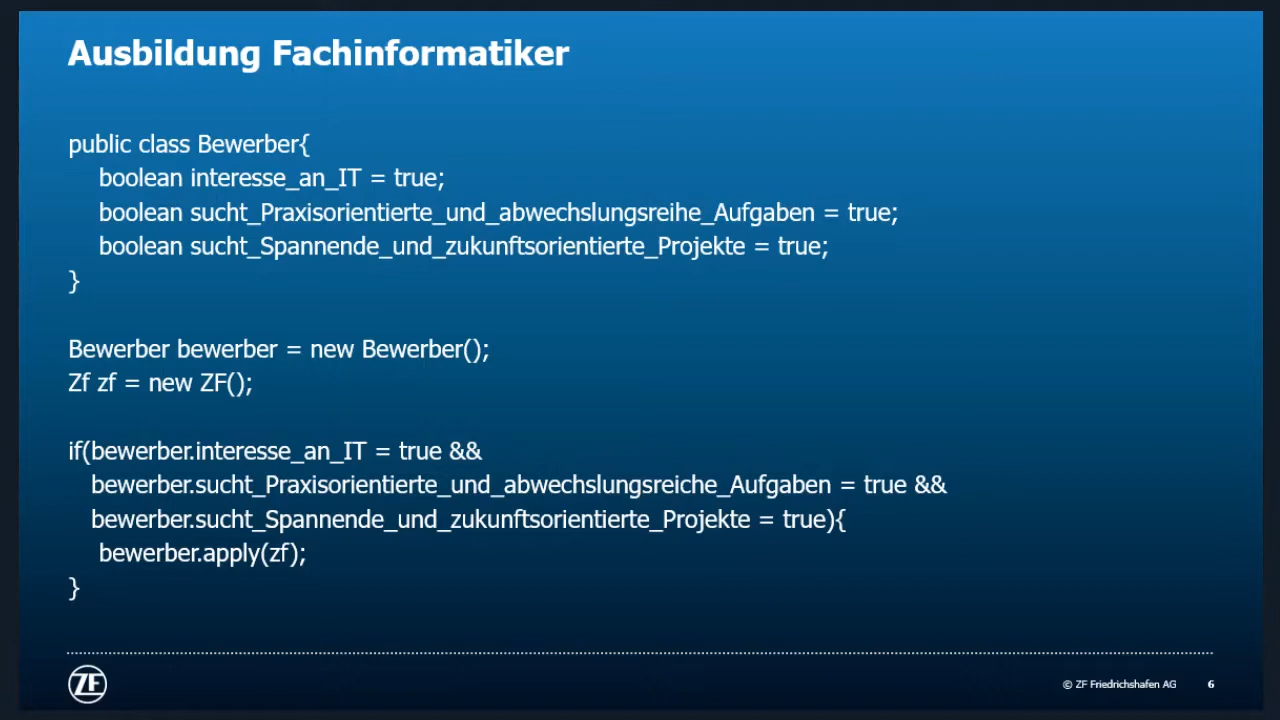 Ausbildung Fachinformatiker
public class Bewerber{
boolean interesse_an_IT = true;
boolean sucht_Praxisorientierte_und_abwechslungsreihe_Aufgaben = true;
boolean sucht_Spannende_und_zukunftsorientierte_Projekte = true;
}
Bewerber bewerber = new Bewerber();
Zf zf = new ZF();
if(bewerber.interesse_an_IT = true &&
bewerber.sucht_Praxisorientierte_und_abwechslungsreiche_Aufgaben = true &&
bewerber.sucht_Spannende_und_zukunftsorientierte_Projekte = true){
bewerber.apply(zf);
}
ZF
© ZF Friedrichshafen AG 6